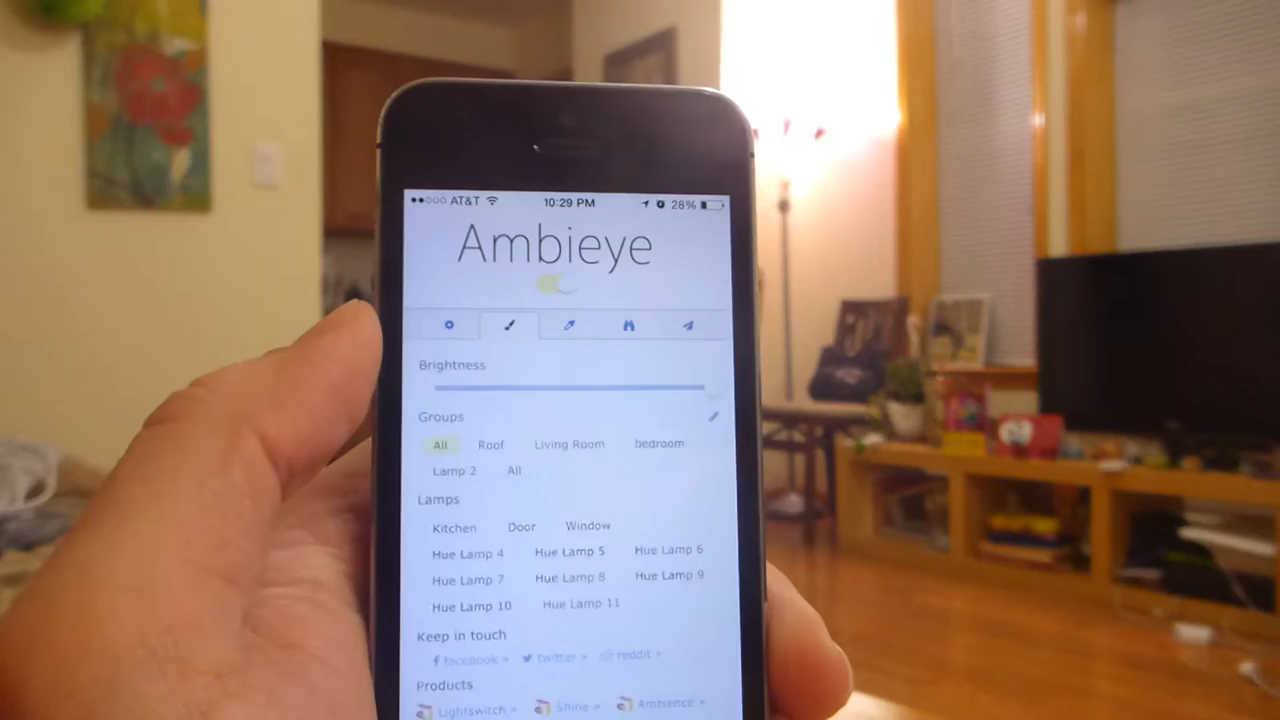 AT&T 10:29 PM 28%
Ambieye
Brightness
Groups
All Roof Living Room bedroom
Lamp 2 All
Lamps
Kitchen Door Window
Hue Lamp 4 Hue Lamp 5 Hue Lamp 6
Hue Lamp 7 Hue Lamp 8 Hue Lamp 9
Hue Lamp 10 Hue Lamp 11
Keep in touch
facebook » twitter » reddit »
Products
Lightswitch » Shine » Ambience »